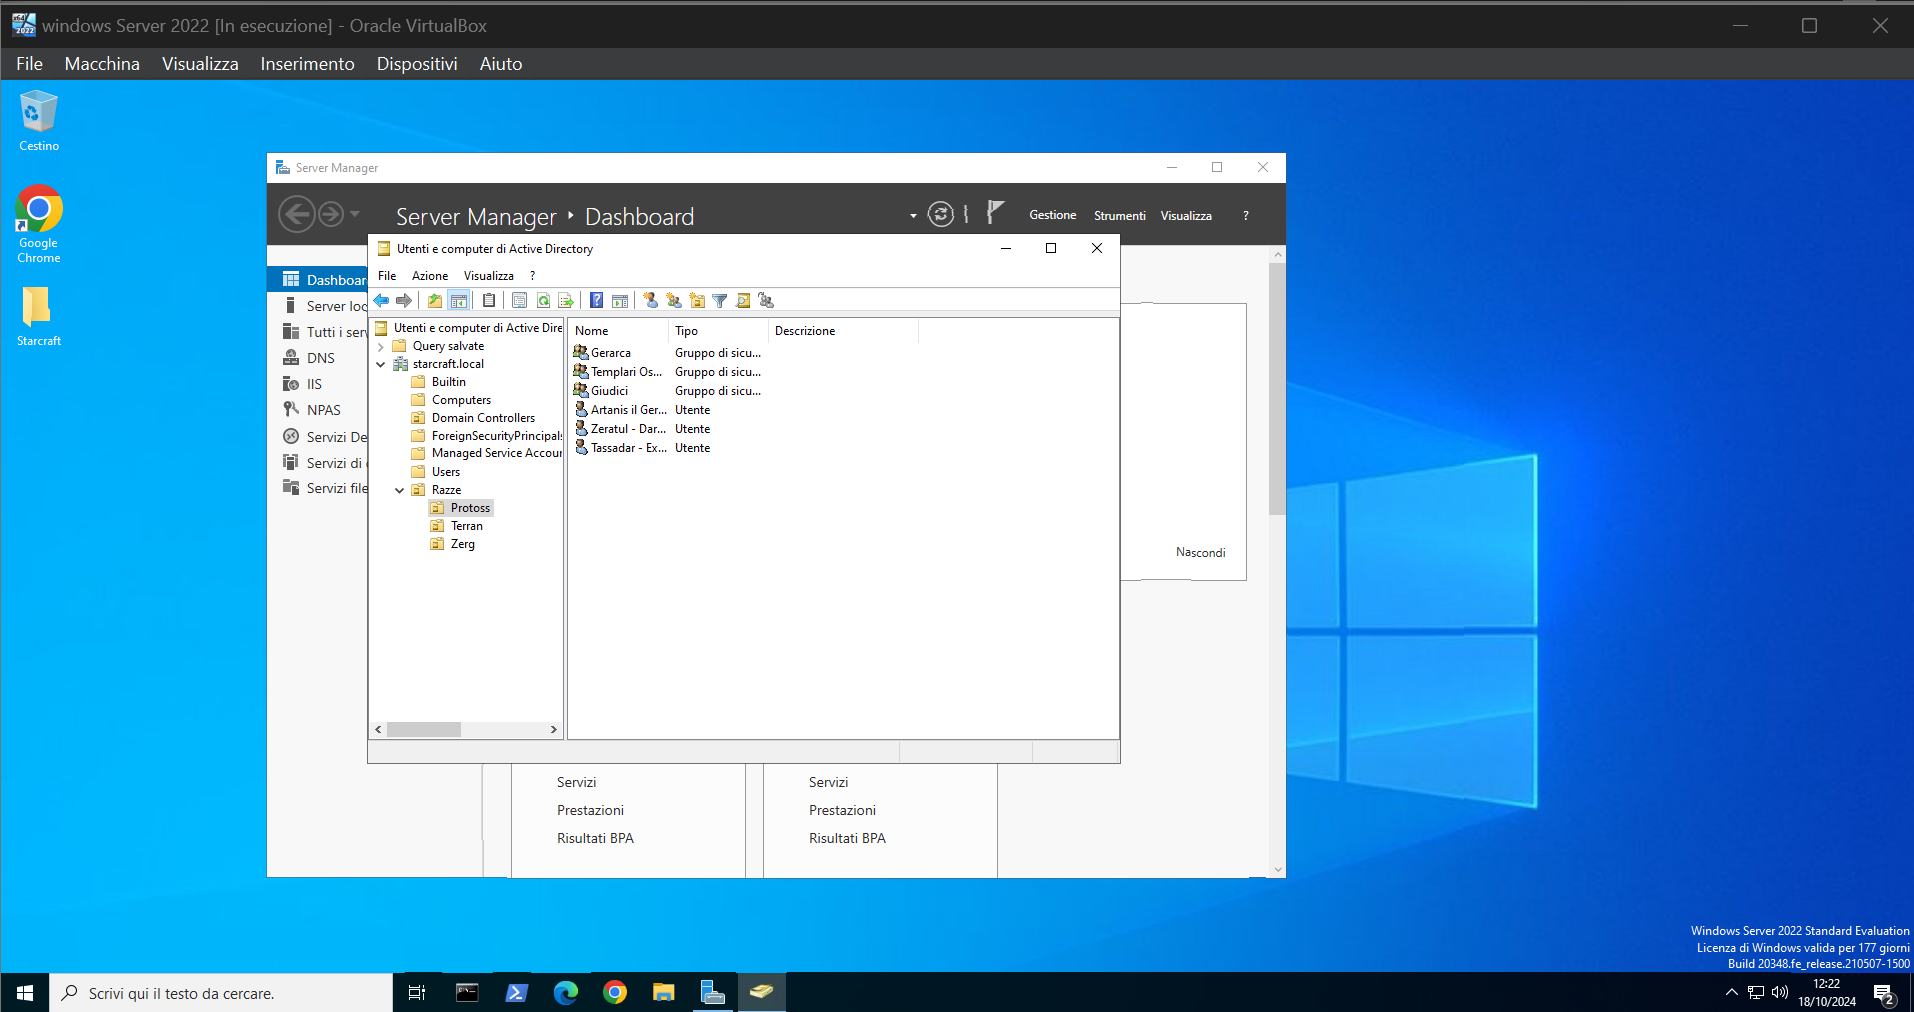 windows Server 2022 [In esecuzione] - Oracle VirtualBox
File Macchina Visualizza Inserimento Dispositivi Aiuto
Cestino
Google
Chrome
Starcraft
Server Manager
Server Manager ‣ Dashboard
Gestione Strumenti Visualizza ?
Dashboar
Server loc
Tutti i serv
DNS
IIS
NPAS
Servizi De
Servizi di
Servizi file
Utenti e computer di Active Directory
File Azione Visualizza ?
Utenti e computer di Active Dire
Query salvate
starcraft.local
Builtin
Computers
Domain Controllers
ForeignSecurityPrincipals
Managed Service Accour
Users
Razze
Protoss
Terran
Zerg
Nome Tipo Descrizione
Gerarca Gruppo di sicu...
Templari Os... Gruppo di sicu...
Giudici Gruppo di sicu...
Artanis il Ger... Utente
Zeratul - Dar... Utente
Tassadar - Ex... Utente
Nascondi
Servizi Servizi
Prestazioni Prestazioni
Risultati BPA Risultati BPA
Windows Server 2022 Standard Evaluation
Licenza di Windows valida per 177 giorni
Build 20348.fe_release.210507-1500
Scrivi qui il testo da cercare.
12:22
18/10/2024
2